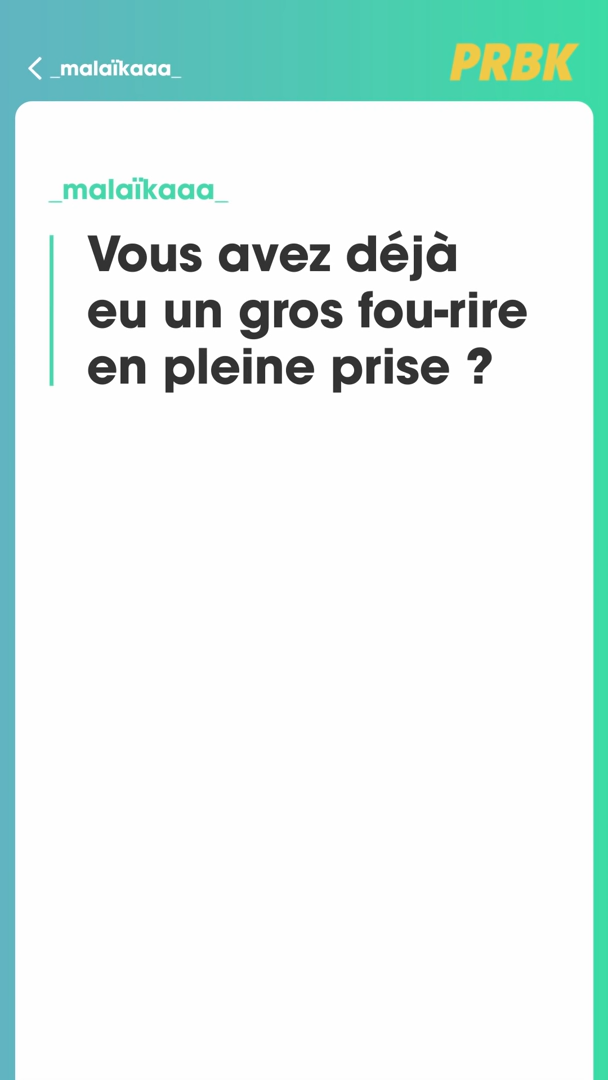 _malaïkaaa_
PRBK
_malaïkaaa_
Vous avez déjà
eu un gros fou-rire
en pleine prise ?